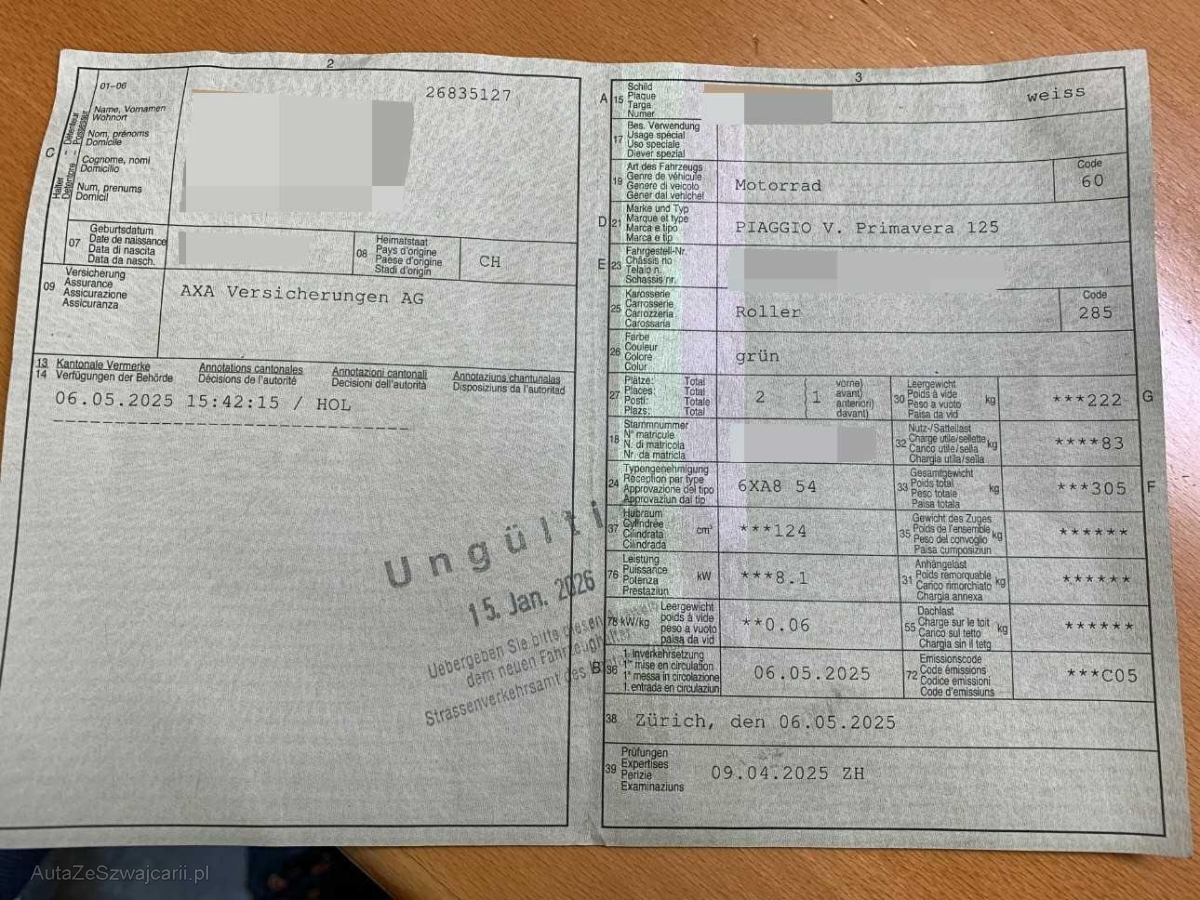 2
01-06
26835127
C
Halter
Détenteur
Detentore
Possessur
Name, Vornamen
Wohnort
Nom, prénoms
Domicile
Cognome, nomi
Domicilio
Num, prenums
Domicil
07
Geburtsdatum
Date de naissance
Data di nascita
Data da nasch.
08
Heimatstaat
Pays d'origine
Paese d'origine
Stadi d'origin
CH
09
Versicherung
Assurance
Assicurazione
Assicuranza
AXA Versicherungen AG
13 Kantonale Vermerke Annotations cantonales Annotazioni cantonali Annotaziuns chantunalas
14 Verfügungen der Behörde Décisions de l'autorité Decisioni dell'autorità Disposiziuns da l'autoritad
06.05.2025 15:42:15 / HOL
Ungülti
15. Jan. 2026
Uebergeben Sie bitte diesen
dem neuen Fahrzeughalter
Strassenverkehrsamt des
3
A 15
Schild
Plaque
Targa
Numer
weiss
17
Bes. Verwendung
Usage spécial
Uso speciale
Diever spezial
19
Art des Fahrzeugs
Genre de véhicule
Genere di veicolo
Gener dal vehichel
Motorrad
Code
60
D 21
Marke und Typ
Marque et type
Marca e tipo
Marca e tip
PIAGGIO V. Primavera 125
E 23
Fahrgestell-Nr.
Châssis no
Telaio n.
Schassis nr.
25
Karosserie
Carrosserie
Carrozzeria
Carossaria
Roller
Code
285
26
Farbe
Couleur
Colore
Colur
grün
27
Plätze: Total
Places: Total
Posti: Totale
Plazs: Total
2
1
vorne)
avant)
anteriori)
davant)
30
Leergewicht
Poids à vide
Peso a vuoto
Paisa da vid
kg
***222
G
18
Stammnummer
N° matricule
N. di matricola
Nr. da matricla
32
Nutz-/Sattellast
Charge utile/sellette
Carico utile/sella
Chargia utila/sella
kg
****83
24
Typengenehmigung
Réception par type
Approvazione del tipo
Approvaziun dal tip
6XA8 54
33
Gesamtgewicht
Poids total
Peso totale
Paisa totala
kg
***305
F
37
Hubraum
Cylindrée
Cilindrata
Cilindrada
cm³
***124
35
Gewicht des Zuges
Poids de l'ensemble
Peso del convoglio
Paisa cumposiziun
kg
******
76
Leistung
Puissance
Potenza
Prestaziun
kW
***8.1
31
Anhängelast
Poids remorquable
Carico rimorchiato
Chargia annexa
kg
******
78 kW/kg
Leergewicht
poids à vide
peso a vuoto
paisa da vid
**0.06
55
Dachlast
Charge sur le toit
Carico sul tetto
Chargia sin il tetg
kg
******
B 36
1. Inverkehrsetzung
1re mise en circulation
1a messa in circolazione
1. entrada en circulaziun
06.05.2025
72
Emissionscode
Code émissions
Codice emissioni
Code d'emissiuns
***C05
38 Zürich, den 06.05.2025
39
Prüfungen
Expertises
Perizie
Examinaziuns
09.04.2025 ZH
AutaZeSzwajcarii.pl